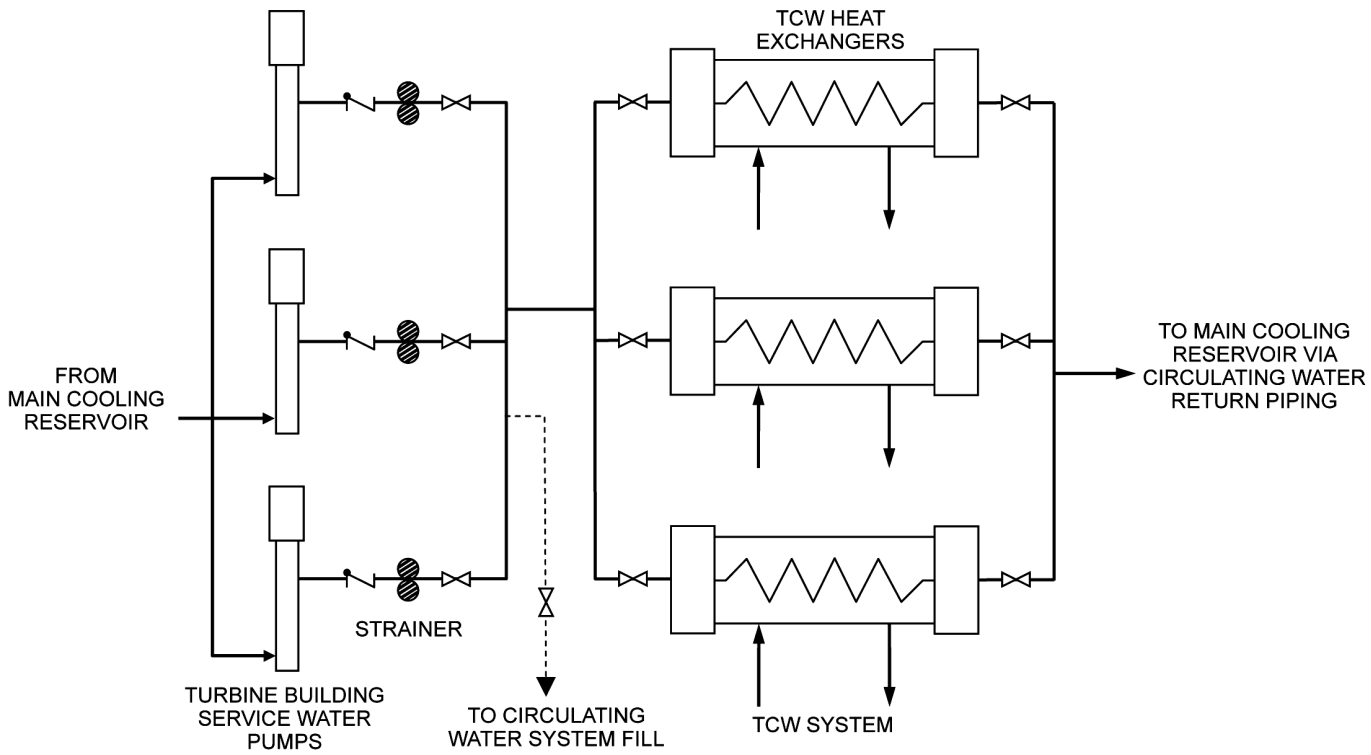 TCW HEAT
EXCHANGERS
FROM
MAIN COOLING
RESERVOIR
TO MAIN COOLING
RESERVOIR VIA
CIRCULATING WATER
RETURN PIPING
STRAINER
TURBINE BUILDING
SERVICE WATER
PUMPS
TO CIRCULATING
WATER SYSTEM FILL
TCW SYSTEM